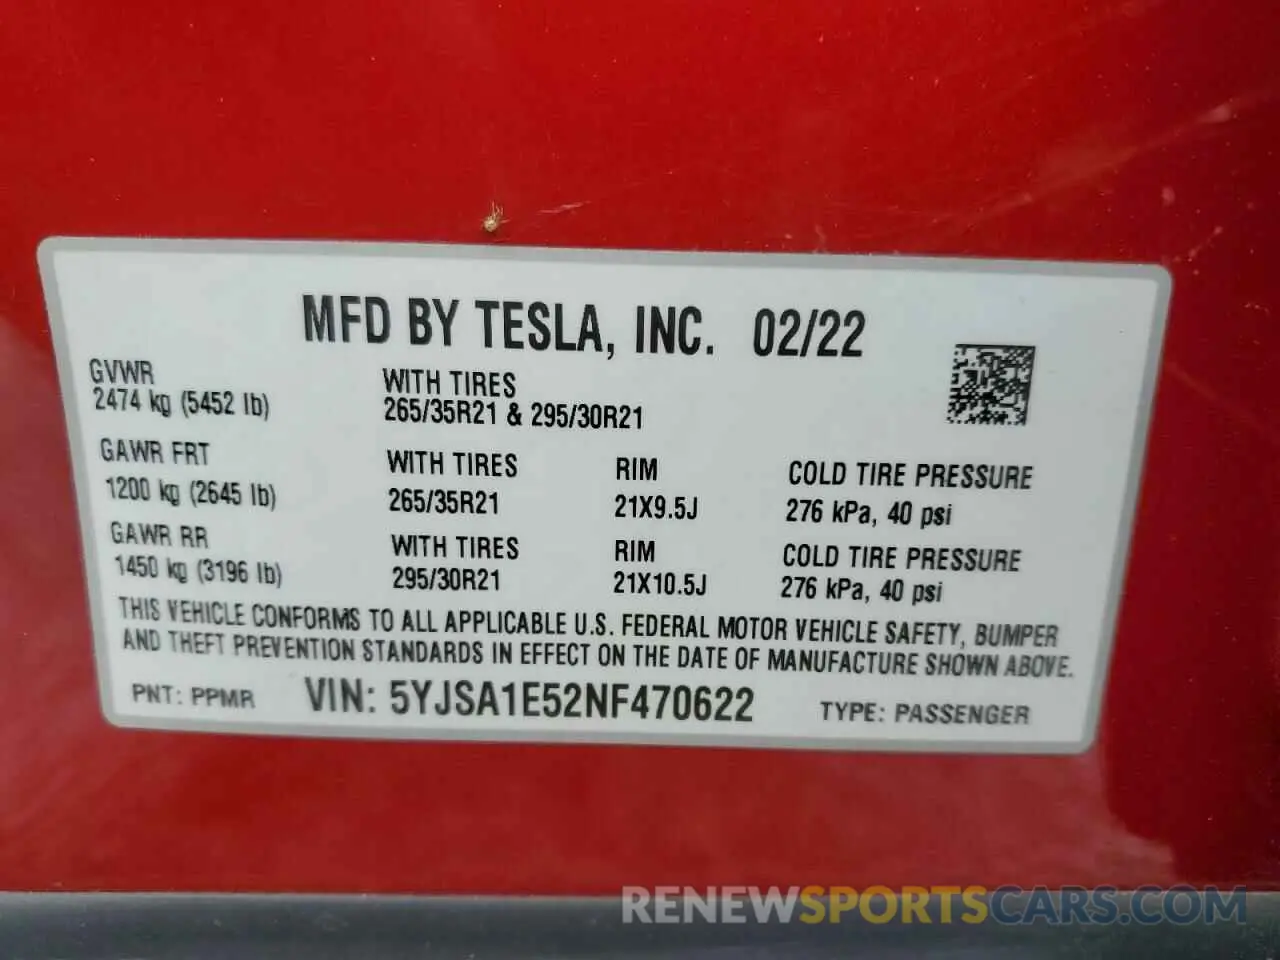 MFD BY TESLA, INC. 02/22
GVWR
2474 kg (5452 lb)
WITH TIRES
265/35R21 & 295/30R21
GAWR FRT
1200 kg (2645 lb)
WITH TIRES
265/35R21
RIM
21X9.5J
COLD TIRE PRESSURE
276 kPa, 40 psi
GAWR RR
1450 kg (3196 lb)
WITH TIRES
295/30R21
RIM
21X10.5J
COLD TIRE PRESSURE
276 kPa, 40 psi
THIS VEHICLE CONFORMS TO ALL APPLICABLE U.S. FEDERAL MOTOR VEHICLE SAFETY, BUMPER
AND THEFT PREVENTION STANDARDS IN EFFECT ON THE DATE OF MANUFACTURE SHOWN ABOVE.
PNT: PPMR VIN: 5YJSA1E52NF470622 TYPE: PASSENGER
RENEWSPORTSCARS.COM